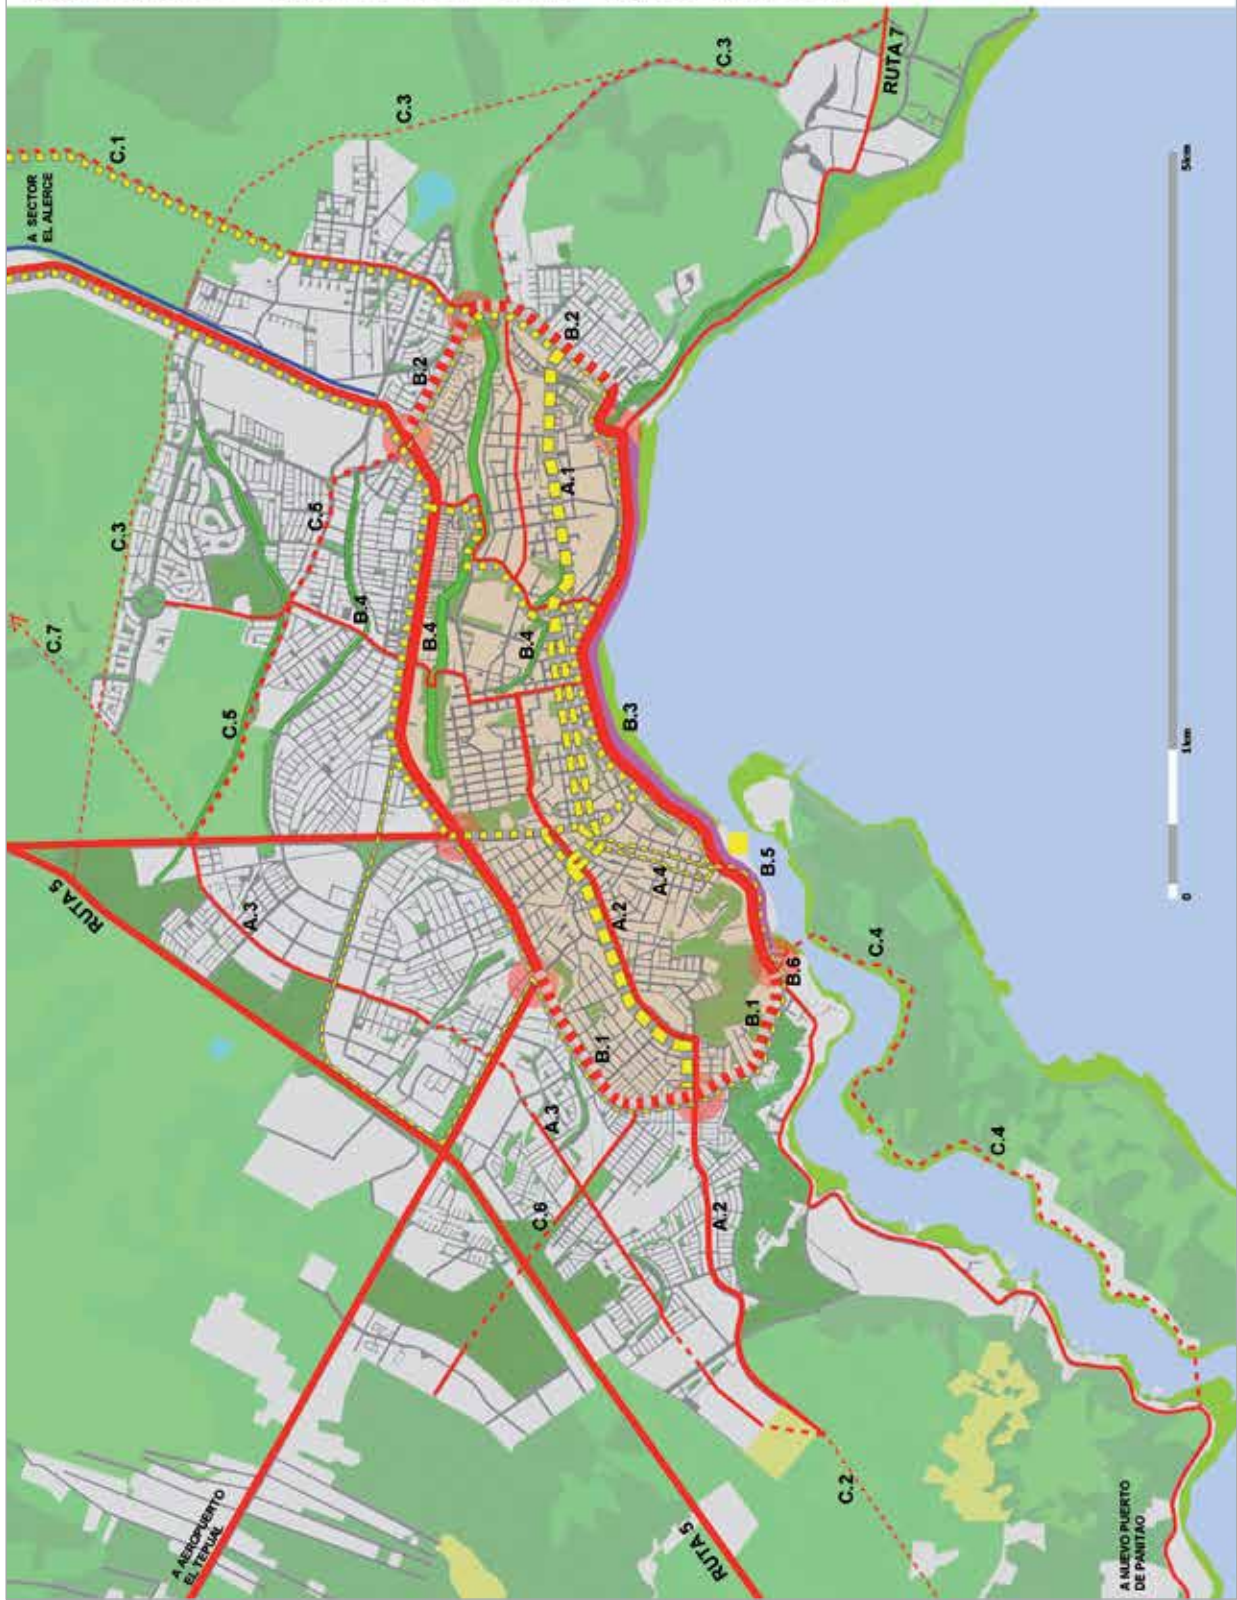 A SECTOR
EL ALERCE
C.7
RUTA 5
C.3
C.1
A AEROPUERTO
EL TEPUAL
C.5
A.3
C.5
B.4
C.3
B.2
B.4
B.4
C.6
A.3
A.1
B.2
B.1
A.2
B.3
A.4
RUTA 5
A.2
C.3
B.1
B.5
B.6
C.2
C.4
RUTA 7
C.4
A NUEVO PUERTO
DE PANITAO
0 1km 5km